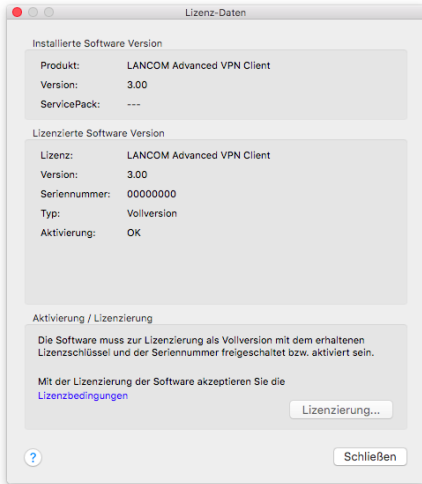 Lizenz-Daten
Installierte Software Version
Produkt: LANCOM Advanced VPN Client
Version: 3.00
ServicePack: ---
Lizenzierte Software Version
Lizenz: LANCOM Advanced VPN Client
Version: 3.00
Seriennummer: 00000000
Typ: Vollversion
Aktivierung: OK
Aktivierung / Lizenzierung
Die Software muss zur Lizenzierung als Vollversion mit dem erhaltenen
Lizenzschlüssel und der Seriennummer freigeschaltet bzw. aktiviert sein.
Mit der Lizenzierung der Software akzeptieren Sie die
Lizenzbedingungen
Lizenzierung...
? Schließen